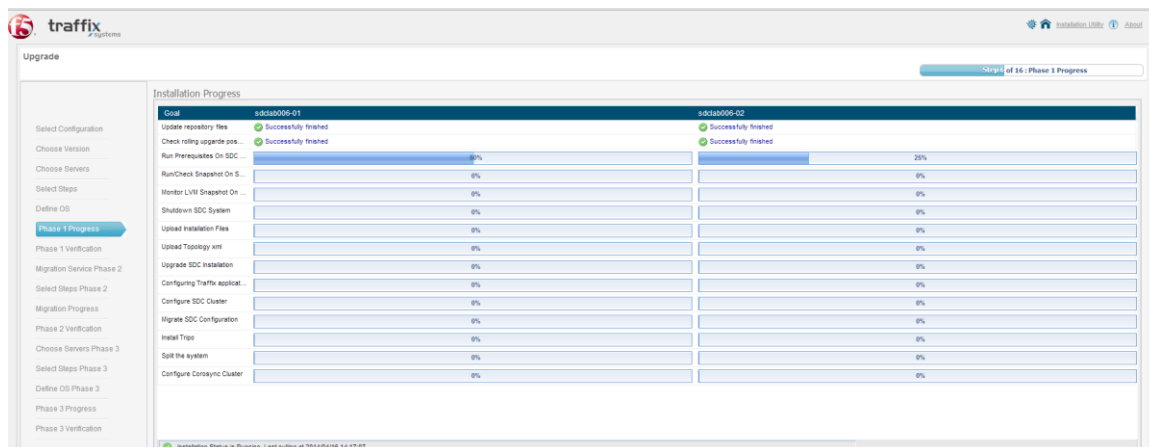 f5 traffix systems
Installation Utility About
Upgrade
Step 6 of 16 : Phase 1 Progress
Installation Progress
Goal sdclab006-01 sdclab006-02
Update repository files Successfully finished Successfully finished
Check rolling upgarde pos... Successfully finished Successfully finished
Run Prerequisites On SDC ... 50% 25%
Run/Check Snapshot On S... 0% 0%
Monitor LVM Snapshot On ... 0% 0%
Shutdown SDC System 0% 0%
Upload Installation Files 0% 0%
Upload Topology xml 0% 0%
Upgrade SDC Installation 0% 0%
Configuring Traffix applicat... 0% 0%
Configure SDC Cluster 0% 0%
Migrate SDC Configuration 0% 0%
Install Tripo 0% 0%
Split the system 0% 0%
Configure Corosync Cluster 0% 0%
Select Configuration
Choose Version
Choose Servers
Select Steps
Define OS
Phase 1 Progress
Phase 1 Verification
Migration Service Phase 2
Select Steps Phase 2
Migration Progress
Phase 2 Verification
Choose Servers Phase 3
Select Steps Phase 3
Define OS Phase 3
Phase 3 Progress
Phase 3 Verification
Installation Status is Running.